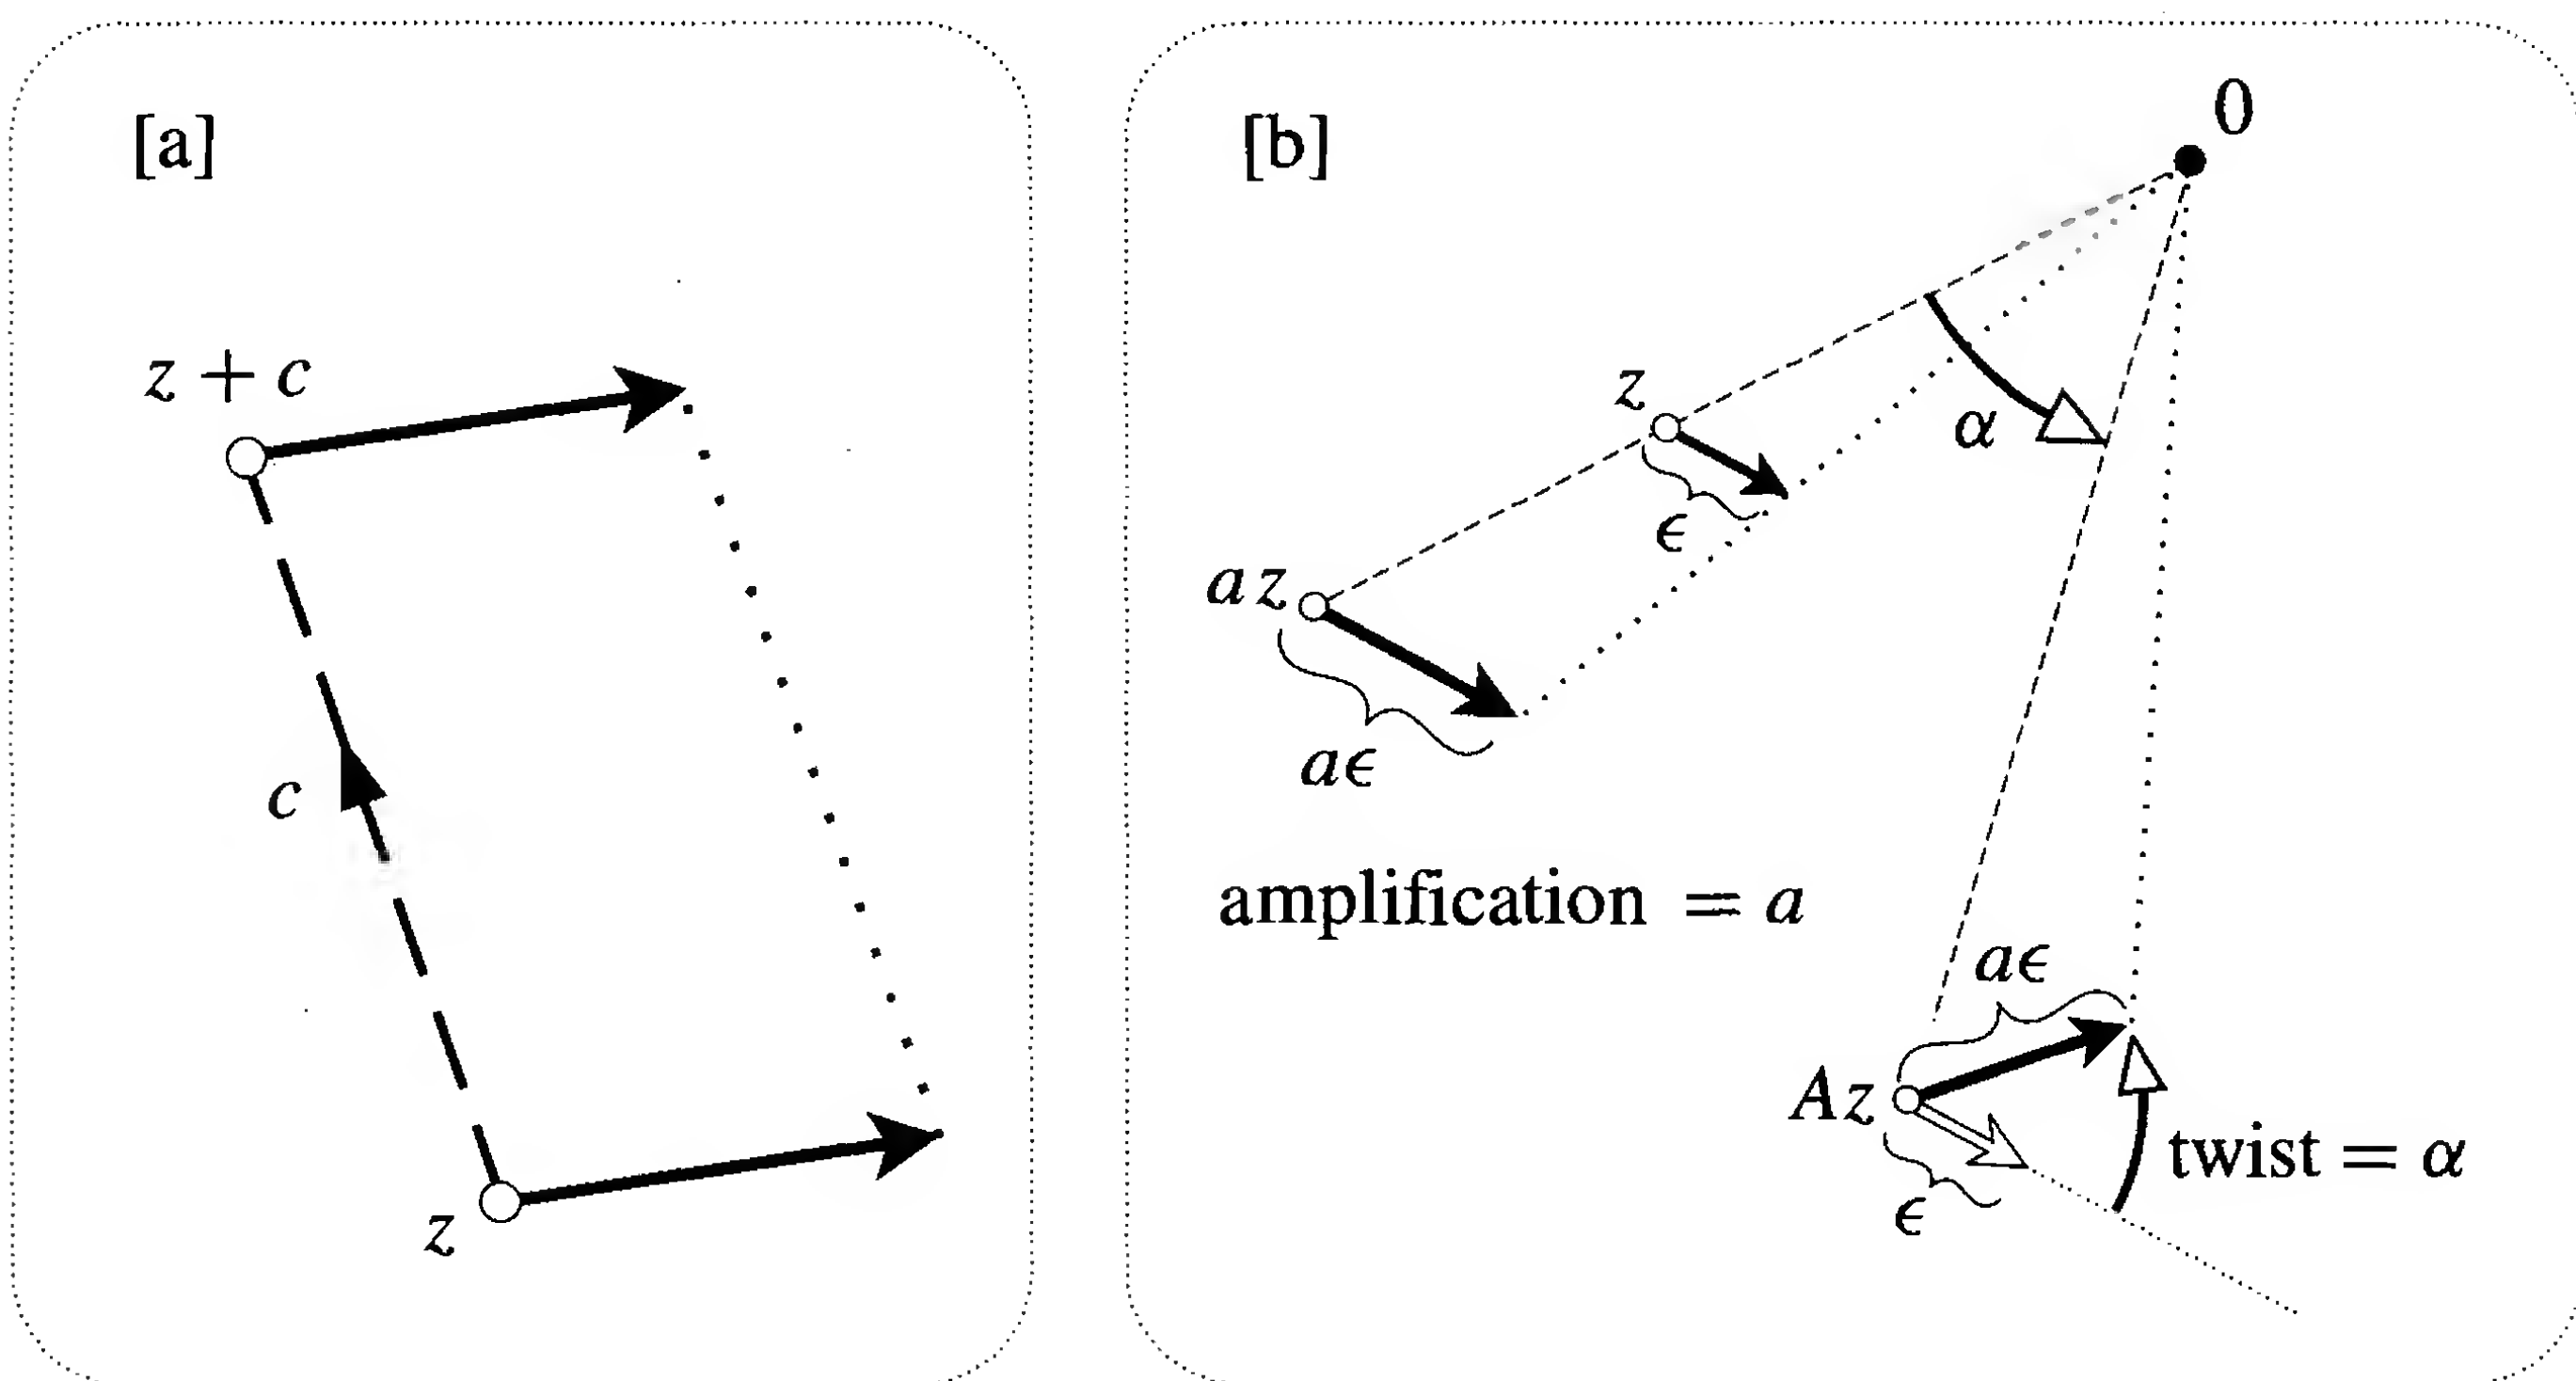 [a]
z + c
c
z
[b]
0
z
α
ϵ
az
aϵ
amplification = a
aϵ
Az
twist = α
ϵ